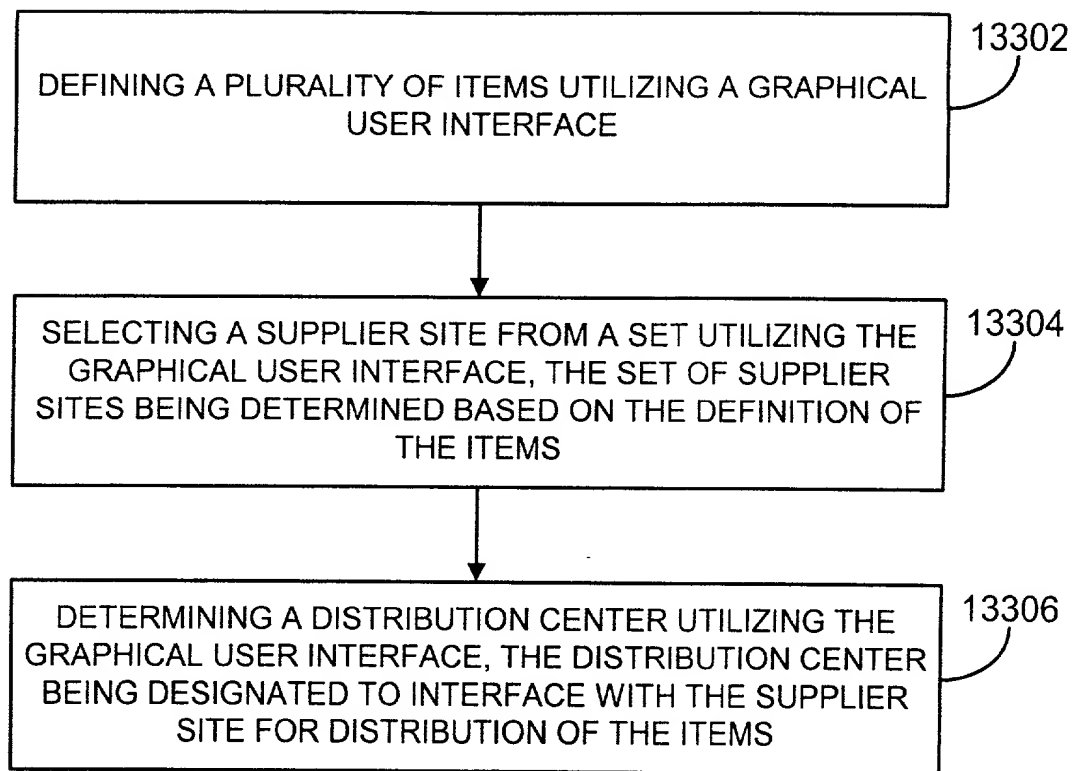 13302
DEFINING A PLURALITY OF ITEMS UTILIZING A GRAPHICAL
USER INTERFACE
13304
SELECTING A SUPPLIER SITE FROM A SET UTILIZING THE
GRAPHICAL USER INTERFACE, THE SET OF SUPPLIER
SITES BEING DETERMINED BASED ON THE DEFINITION OF
THE ITEMS
13306
DETERMINING A DISTRIBUTION CENTER UTILIZING THE
GRAPHICAL USER INTERFACE, THE DISTRIBUTION CENTER
BEING DESIGNATED TO INTERFACE WITH THE SUPPLIER
SITE FOR DISTRIBUTION OF THE ITEMS